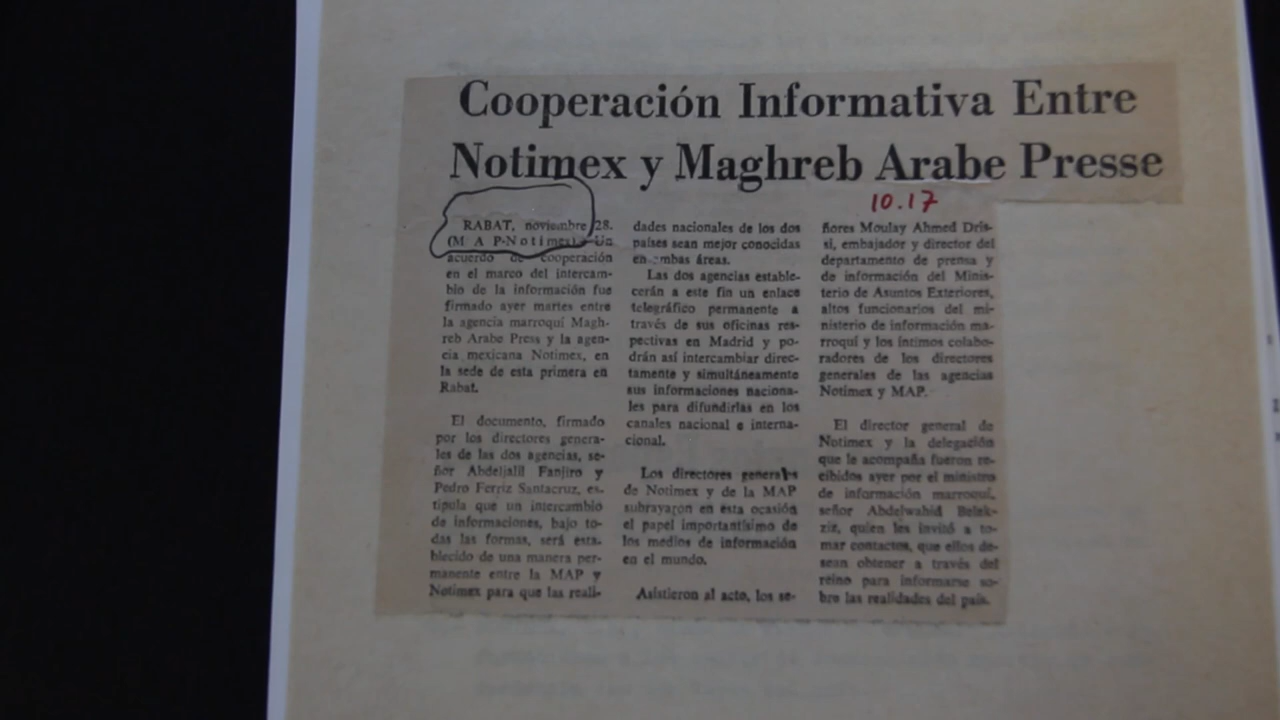 Cooperación Informativa Entre
Notimex y Maghreb Arabe Presse
10.17
RABAT, noviembre 28.
(M A P-Notimex).-Un
acuerdo de cooperación
en el marco del intercam-
bio de la información fue
firmado ayer martes entre
la agencia marroquí Magh-
reb Arabe Press y la agen-
cia mexicana Notimex, en
la sede de esta primera en
Rabat.
El documento, firmado
por los directores genera-
les de las dos agencias, se-
ñor Abdeljalil Fanjiro y
Pedro Ferriz Santacruz, es-
tipula que un intercambio
de informaciones, bajo to-
das las formas, será esta-
blecido de una manera per-
manente entre la MAP y
Notimex para que las reali-
dades nacionales de los dos
países sean mejor conocidas
en ambas áreas.
Las dos agencias estable-
cerán a este fin un enlace
telegráfico permanente a
través de sus oficinas res-
pectivas en Madrid y po-
drán así intercambiar direc-
tamente y simultáneamente
sus informaciones naciona-
les para difundirlas en los
canales nacional e interna-
cional.
Los directores generales
de Notimex y de la MAP
subrayaron en esta ocasión
el papel importantísimo de
los medios de información
en el mundo.
Asistieron al acto, los se-
ñores Moulay Ahmed Dris-
si, embajador y director del
departamento de prensa y
de información del Minis-
terio de Asuntos Exteriores,
altos funcionarios del mi-
nisterio de información ma-
rroquí y los íntimos colabo-
radores de los directores
generales de las agencias
Notimex y MAP.
El director general de
Notimex y la delegación
que le acompaña fueron re-
cibidos ayer por el ministro
de información marroquí,
señor Abdelwahid Belek-
ziz, quien les invitó a to-
mar contactos, que ellos de-
sean obtener a través del
reino para informarse so-
bre las realidades del país.